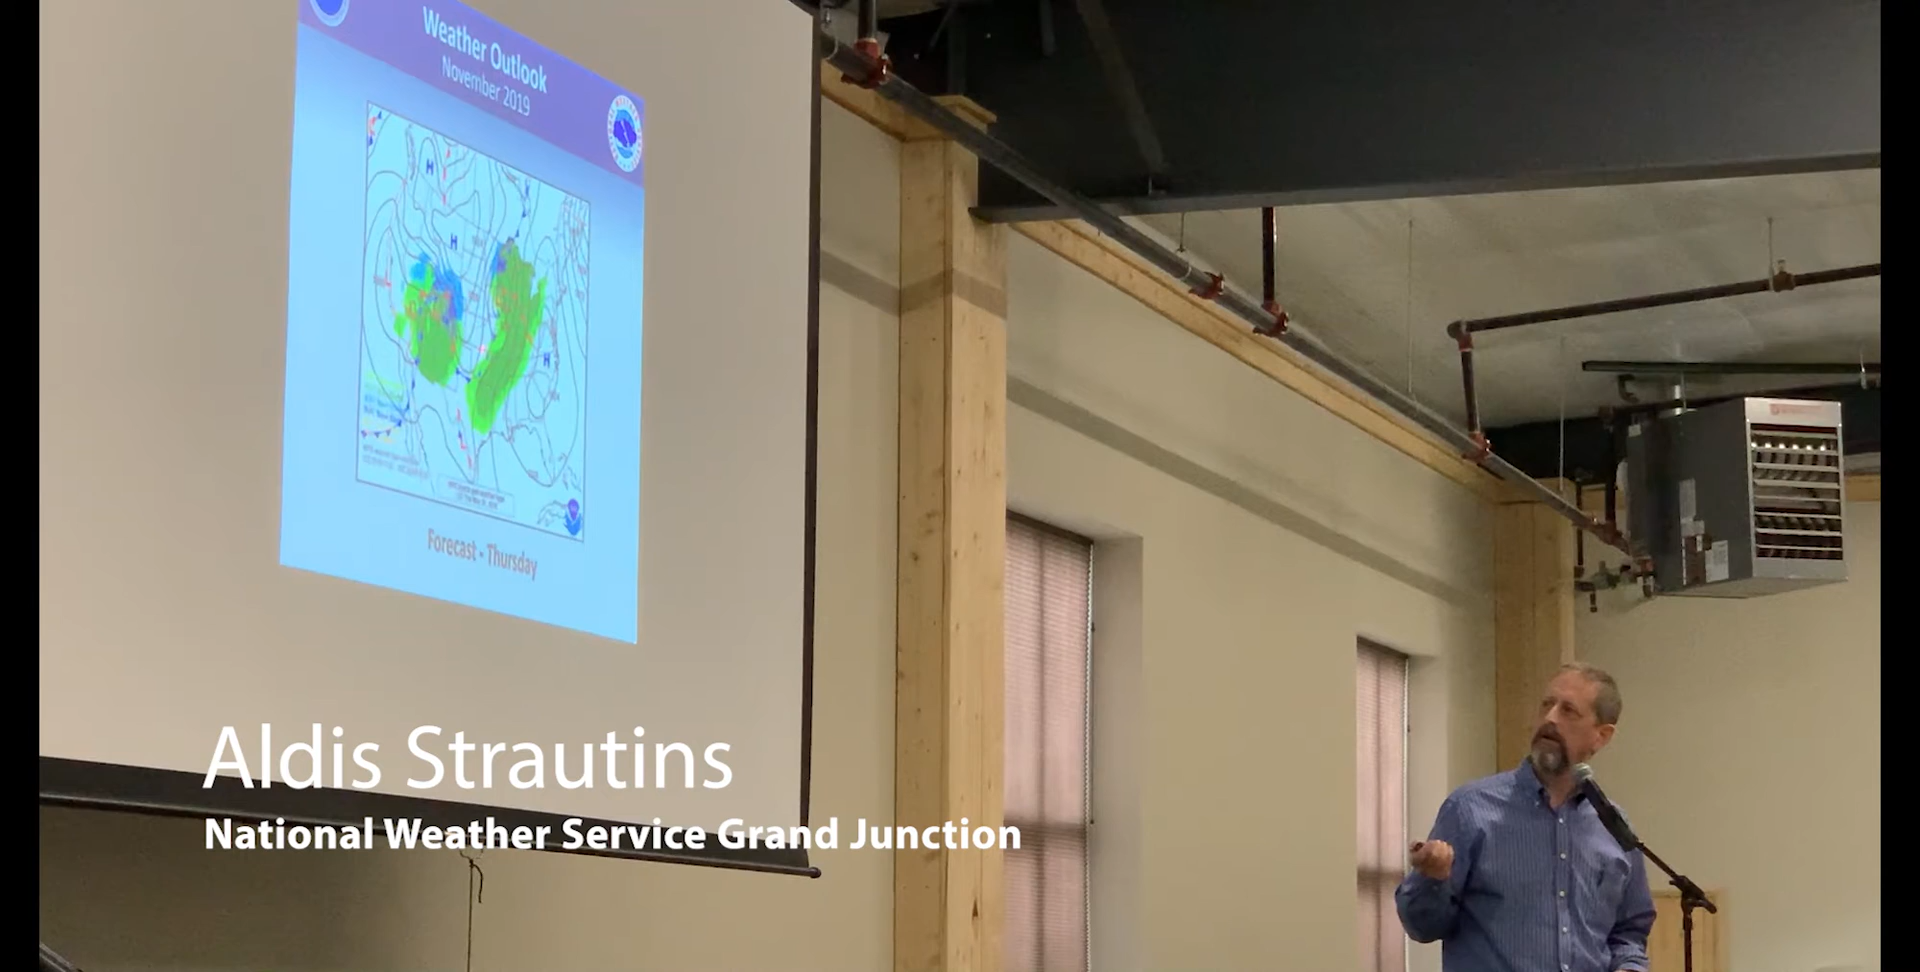 Weather Outlook
November 2019
H
H
H
Forecast - Thursday
Aldis Strautins
National Weather Service Grand Junction